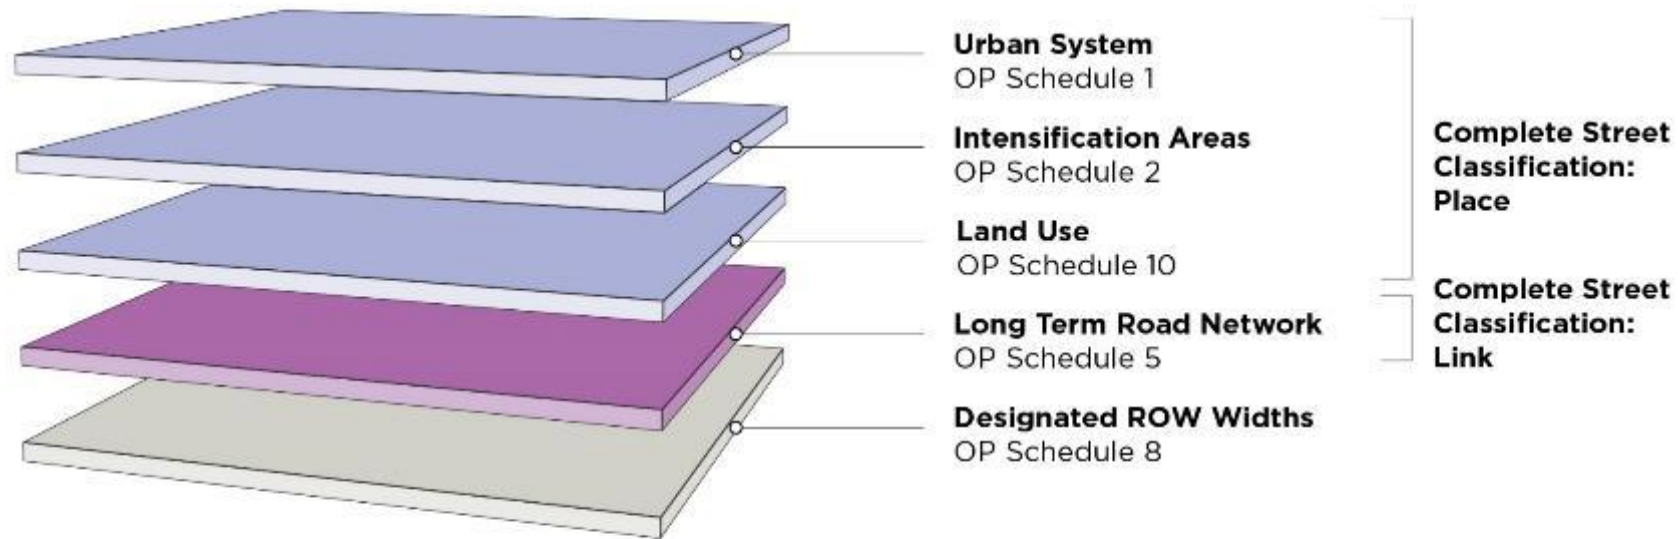 Urban System
OP Schedule 1
Intensification Areas
OP Schedule 2
Land Use
OP Schedule 10
Long Term Road Network
OP Schedule 5
Designated ROW Widths
OP Schedule 8
Complete Street
Classification:
Place
Complete Street
Classification:
Link